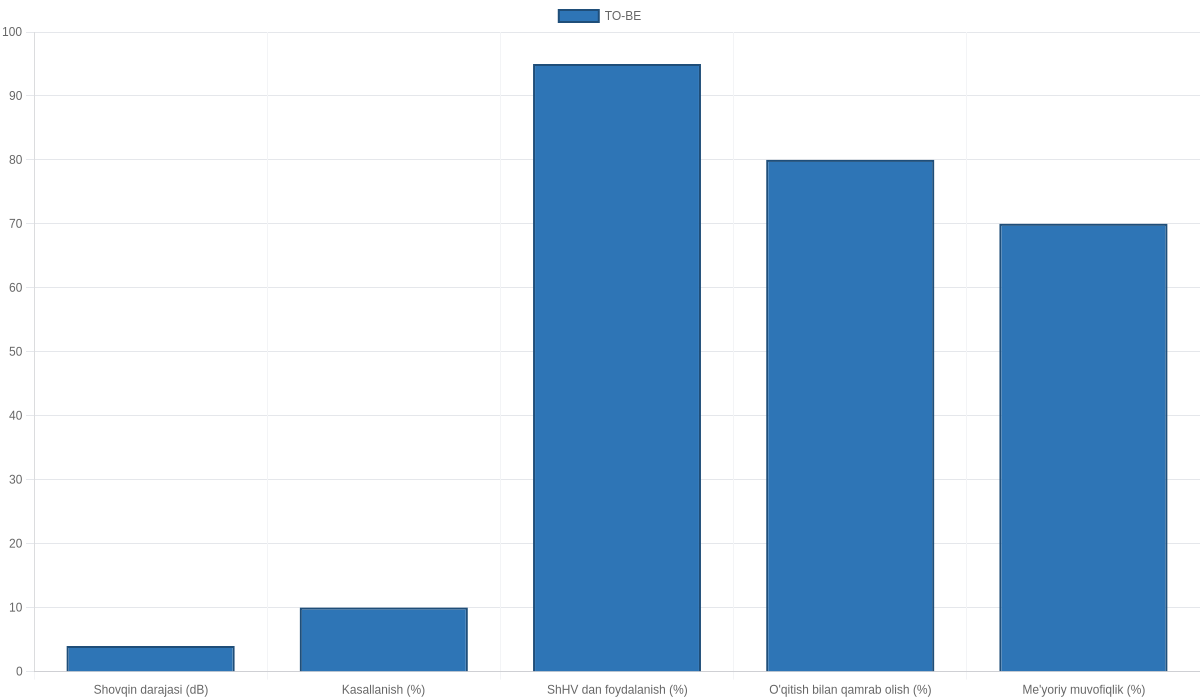 TO-BE
100
90
80
70
60
50
40
30
20
10
0
Shovqin darajasi (dB)
Kasallanish (%)
ShHV dan foydalanish (%)
O'qitish bilan qamrab olish (%)
Me'yoriy muvofiqlik (%)